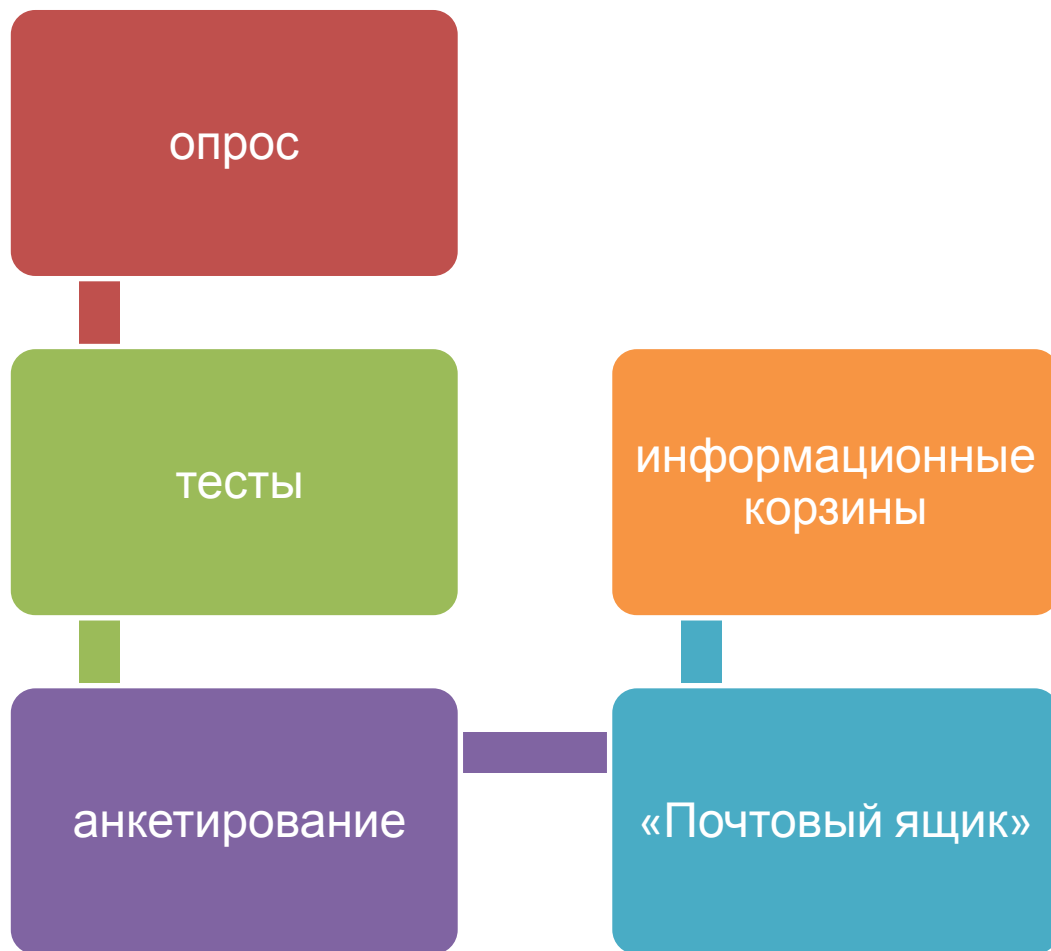 опрос
тесты
анкетирование
«Почтовый ящик»
информационные
корзины